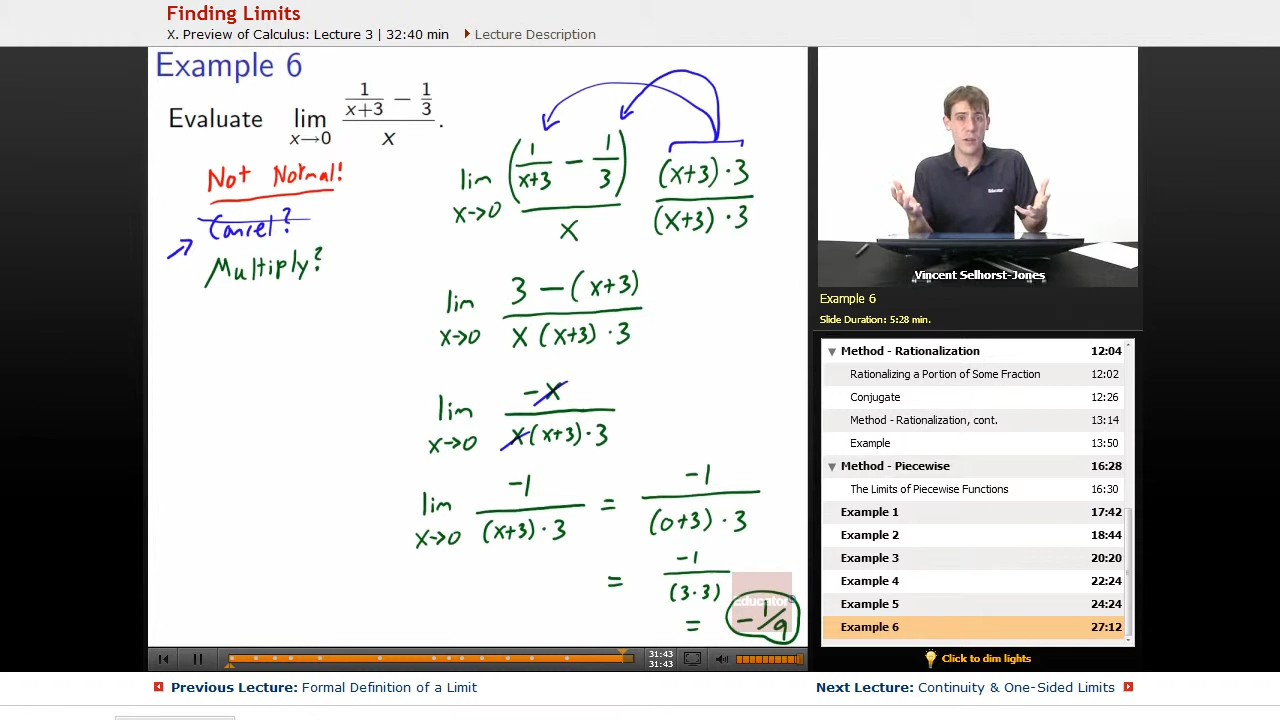 Finding Limits
X. Preview of Calculus: Lecture 3 | 32:40 min ▸ Lecture Description
Example 6
Evaluate lim x→0 (1/(x+3) − 1/3)/x.
Not Normal!
Cancel?
Multiply?
lim x→0 (1/(x+3) − 1/3)/x (x+3)·3/(x+3)·3
lim x→0 3−(x+3)/x(x+3)·3
lim x→0 −x/x(x+3)·3
lim x→0 −1/(x+3)·3 = −1/(0+3)·3
= −1/(3·3)
Educator
= −1/9
Educator
Vincent Selhorst-Jones
Example 6
Slide Duration: 5:28 min.
Method - Rationalization 12:04
Rationalizing a Portion of Some Fraction 12:02
Conjugate 12:26
Method - Rationalization, cont. 13:14
Example 13:50
Method - Piecewise 16:28
The Limits of Piecewise Functions 16:30
Example 1 17:42
Example 2 18:44
Example 3 20:20
Example 4 22:24
Example 5 24:24
Example 6 27:12
31:43
31:43
Click to dim lights
Previous Lecture: Formal Definition of a Limit
Next Lecture: Continuity & One-Sided Limits